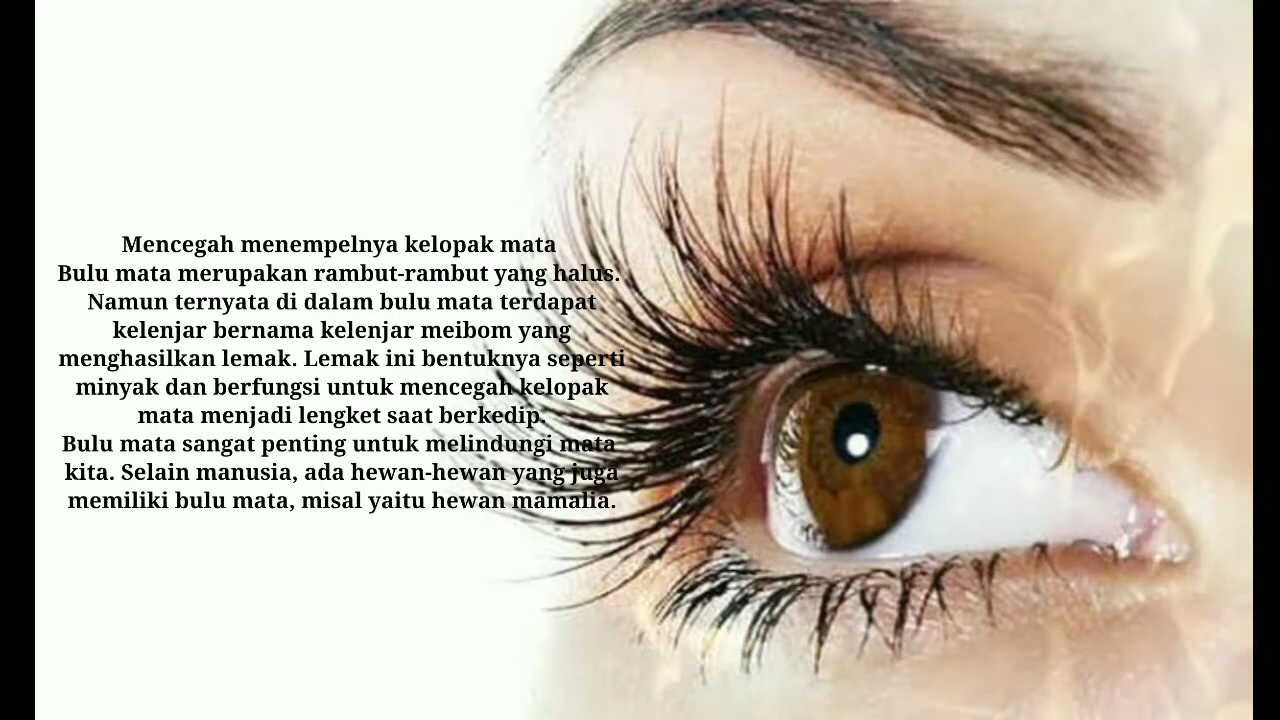 Mencegah menempelnya kelopak mata
Bulu mata merupakan rambut-rambut yang halus.
Namun ternyata di dalam bulu mata terdapat
kelenjar bernama kelenjar meibom yang
menghasilkan lemak. Lemak ini bentuknya seperti
minyak dan berfungsi untuk mencegah kelopak
mata menjadi lengket saat berkedip.
Bulu mata sangat penting untuk melindungi mata
kita. Selain manusia, ada hewan-hewan yang juga
memiliki bulu mata, misal yaitu hewan mamalia.